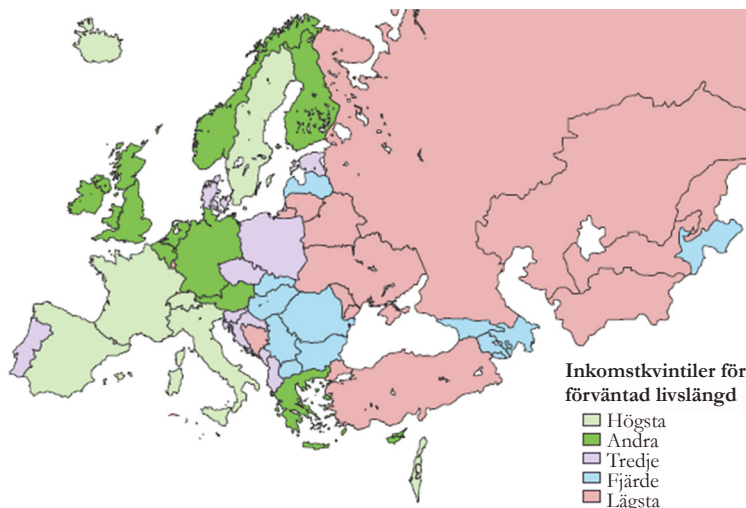 Inkomstkvintiler för
förväntad livslängd
Högsta
Andra
Tredje
Fjärde
Lägsta